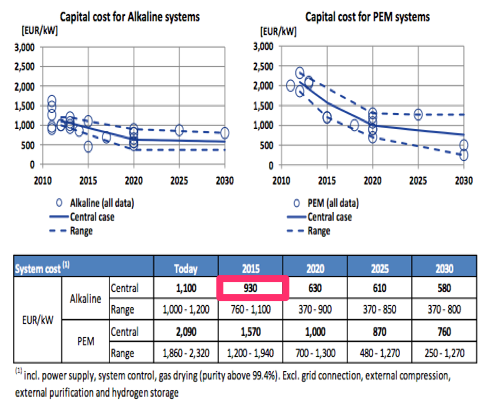 Capital cost for Alkaline systems
[EUR/kW]
3,000
2,500
2,000
1,500
1,000
500
0
2010 2015 2020 2025 2030
Alkaline (all data)
Central case
Range
Capital cost for PEM systems
[EUR/kW]
3,000
2,500
2,000
1,500
1,000
500
0
2010 2015 2020 2025 2030
PEM (all data)
Central case
Range
System cost (1) Today 2015 2020 2025 2030
EUR/kW Alkaline Central 1,100 930 630 610 580
Range 1,000 - 1,200 760 - 1,100 370 - 900 370 - 850 370 - 800
PEM Central 2,090 1,570 1,000 870 760
Range 1,860 - 2,320 1,200 - 1,940 700 - 1,300 480 - 1,270 250 - 1,270
(1) incl. power supply, system control, gas drying (purity above 99.4%). Excl. grid connection, external compression,
external purification and hydrogen storage